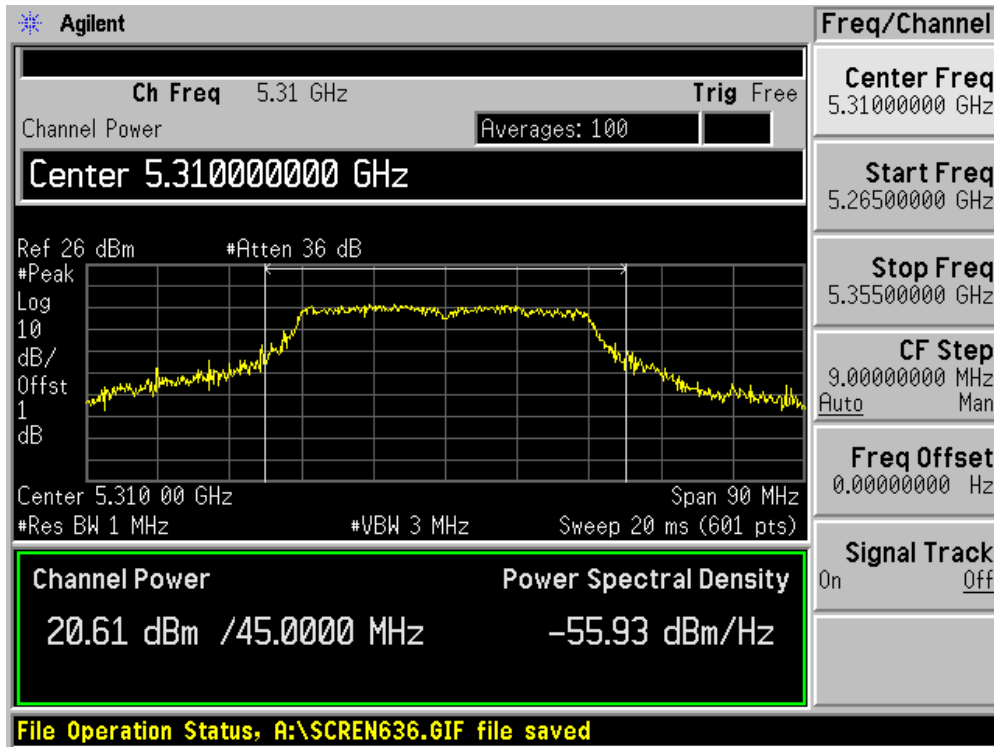 Agilent
Freq/Channel
Ch Freq 5.31 GHz Trig Free
Channel Power
Averages: 100
Center 5.310000000 GHz
Ref 26 dBm #Atten 36 dB
#Peak
Log
10
dB/
Offst
1
dB
Center 5.310 00 GHz Span 90 MHz
#Res BW 1 MHz #VBW 3 MHz Sweep 20 ms (601 pts)
Channel Power Power Spectral Density
20.61 dBm /45.0000 MHz -55.93 dBm/Hz
Center Freq
5.31000000 GHz
Start Freq
5.26500000 GHz
Stop Freq
5.35500000 GHz
CF Step
9.00000000 MHz
Auto Man
Freq Offset
0.00000000 Hz
Signal Track
On Off
File Operation Status, A:\SCREN636.GIF file saved